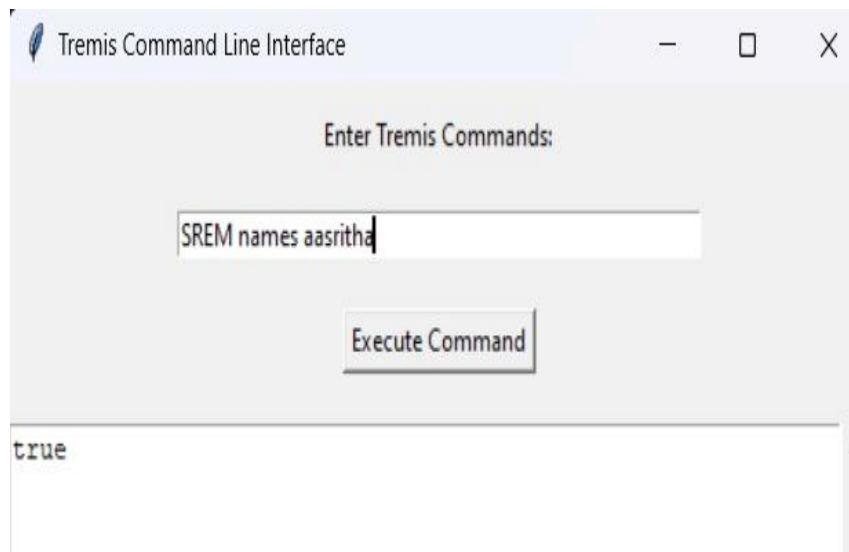 Tremis Command Line Interface
Enter Tremis Commands:
SREM names aasritha
Execute Command
true